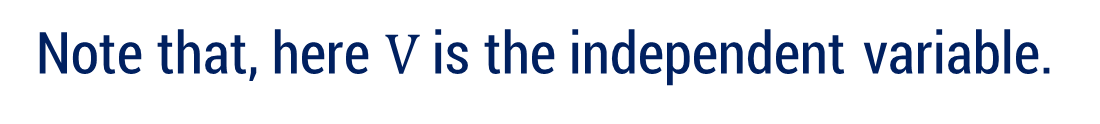 Note that, here V is the independent variable.